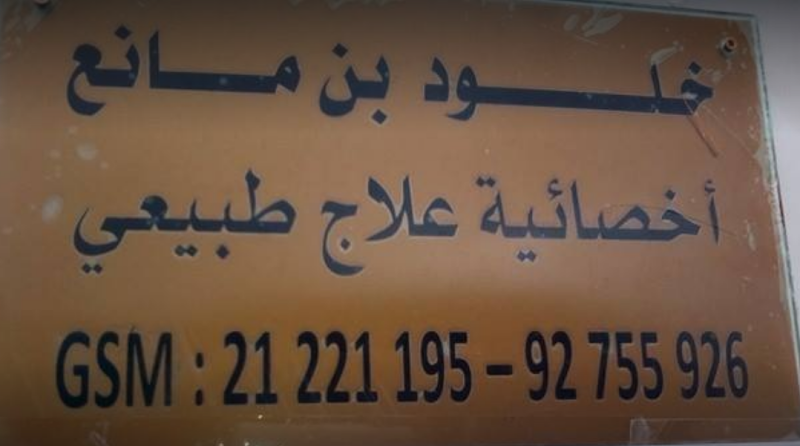 خلود بن مانع
أخصائية علاج طبيعي
GSM : 21 221 195 – 92 755 926